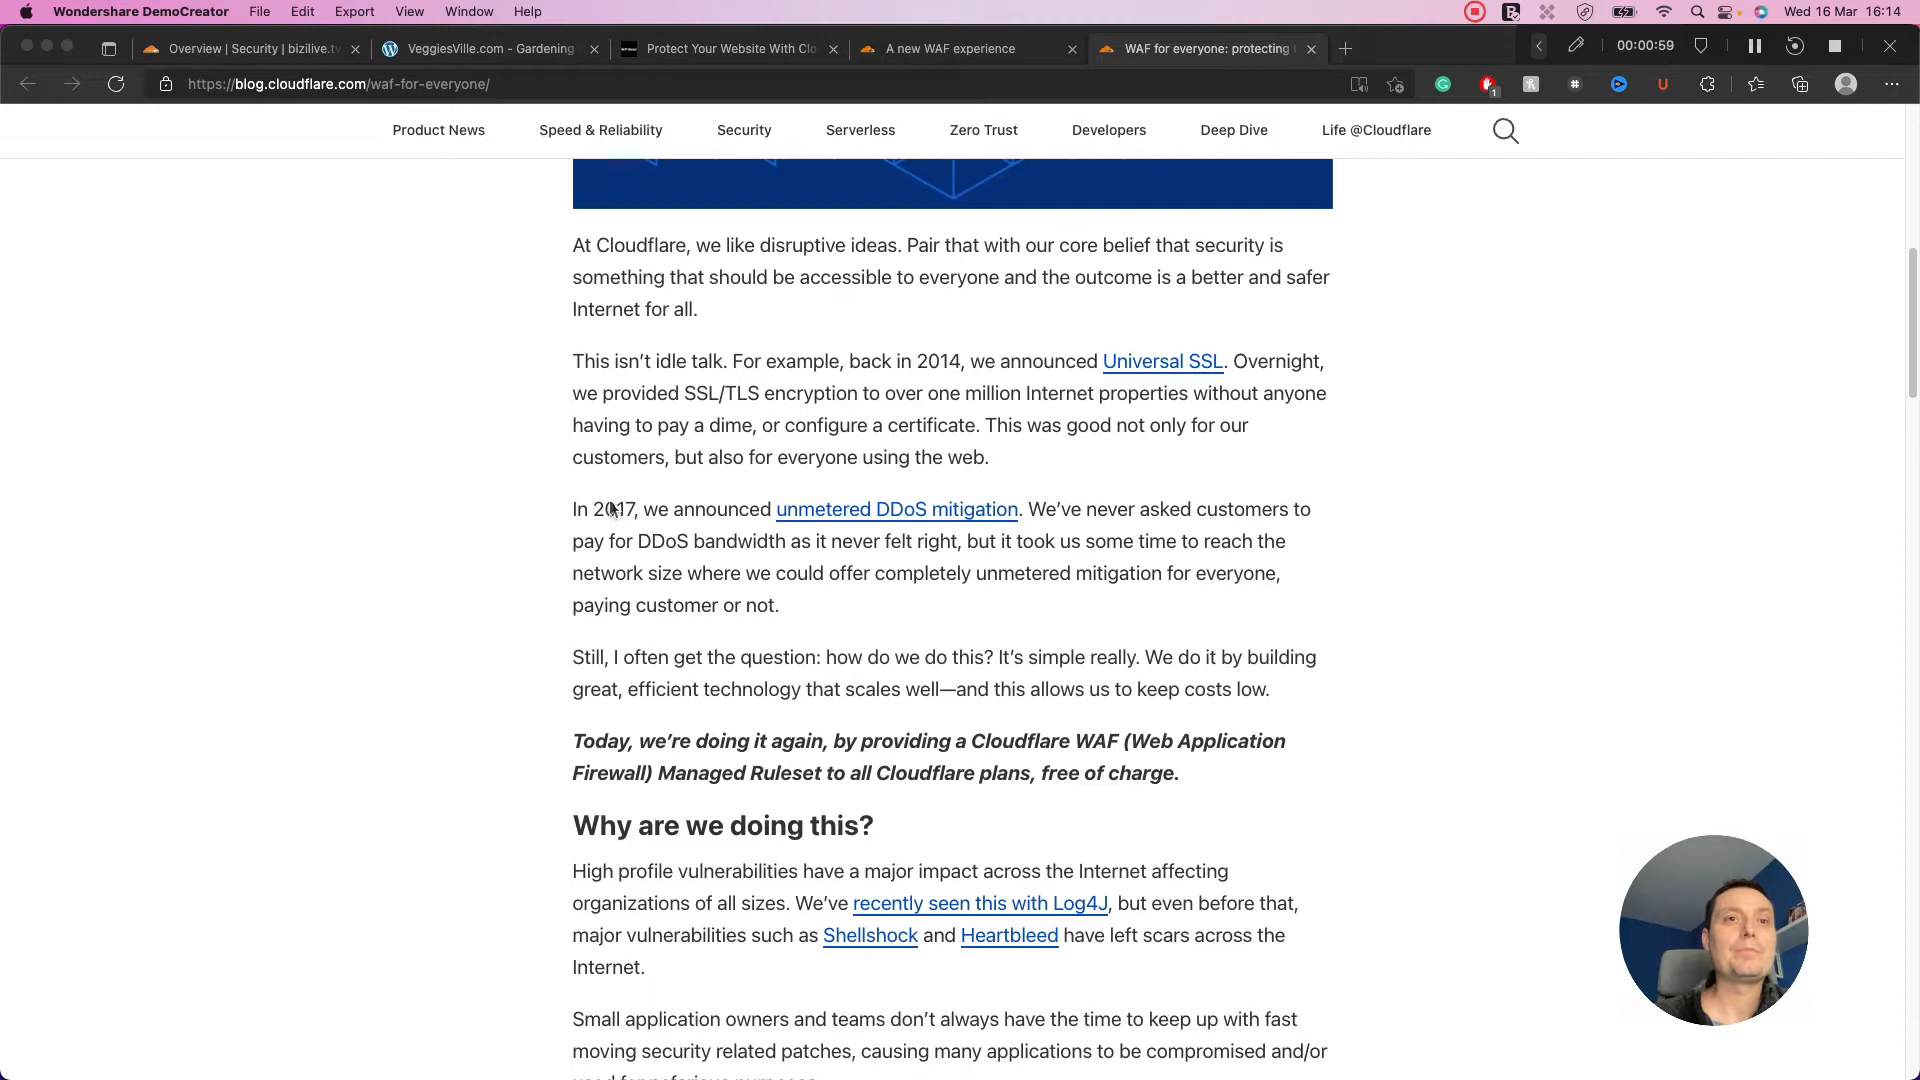 Wondershare DemoCreator File Edit Export View Window Help Wed 16 Mar 16:14
Overview | Security | bizilive.tv
VeggiesVille.com - Gardening
Protect Your Website With Clo
A new WAF experience
WAF for everyone: protecting
00:00:59
https://blog.cloudflare.com/waf-for-everyone/
Product News Speed & Reliability Security Serverless Zero Trust Developers Deep Dive Life @Cloudflare
At Cloudflare, we like disruptive ideas. Pair that with our core belief that security is
something that should be accessible to everyone and the outcome is a better and safer
Internet for all.
This isn't idle talk. For example, back in 2014, we announced Universal SSL. Overnight,
we provided SSL/TLS encryption to over one million Internet properties without anyone
having to pay a dime, or configure a certificate. This was good not only for our
customers, but also for everyone using the web.
In 2017, we announced unmetered DDoS mitigation. We've never asked customers to
pay for DDoS bandwidth as it never felt right, but it took us some time to reach the
network size where we could offer completely unmetered mitigation for everyone,
paying customer or not.
Still, I often get the question: how do we do this? It's simple really. We do it by building
great, efficient technology that scales well—and this allows us to keep costs low.
Today, we're doing it again, by providing a Cloudflare WAF (Web Application
Firewall) Managed Ruleset to all Cloudflare plans, free of charge.
Why are we doing this?
High profile vulnerabilities have a major impact across the Internet affecting
organizations of all sizes. We've recently seen this with Log4J, but even before that,
major vulnerabilities such as Shellshock and Heartbleed have left scars across the
Internet.
Small application owners and teams don't always have the time to keep up with fast
moving security related patches, causing many applications to be compromised and/or